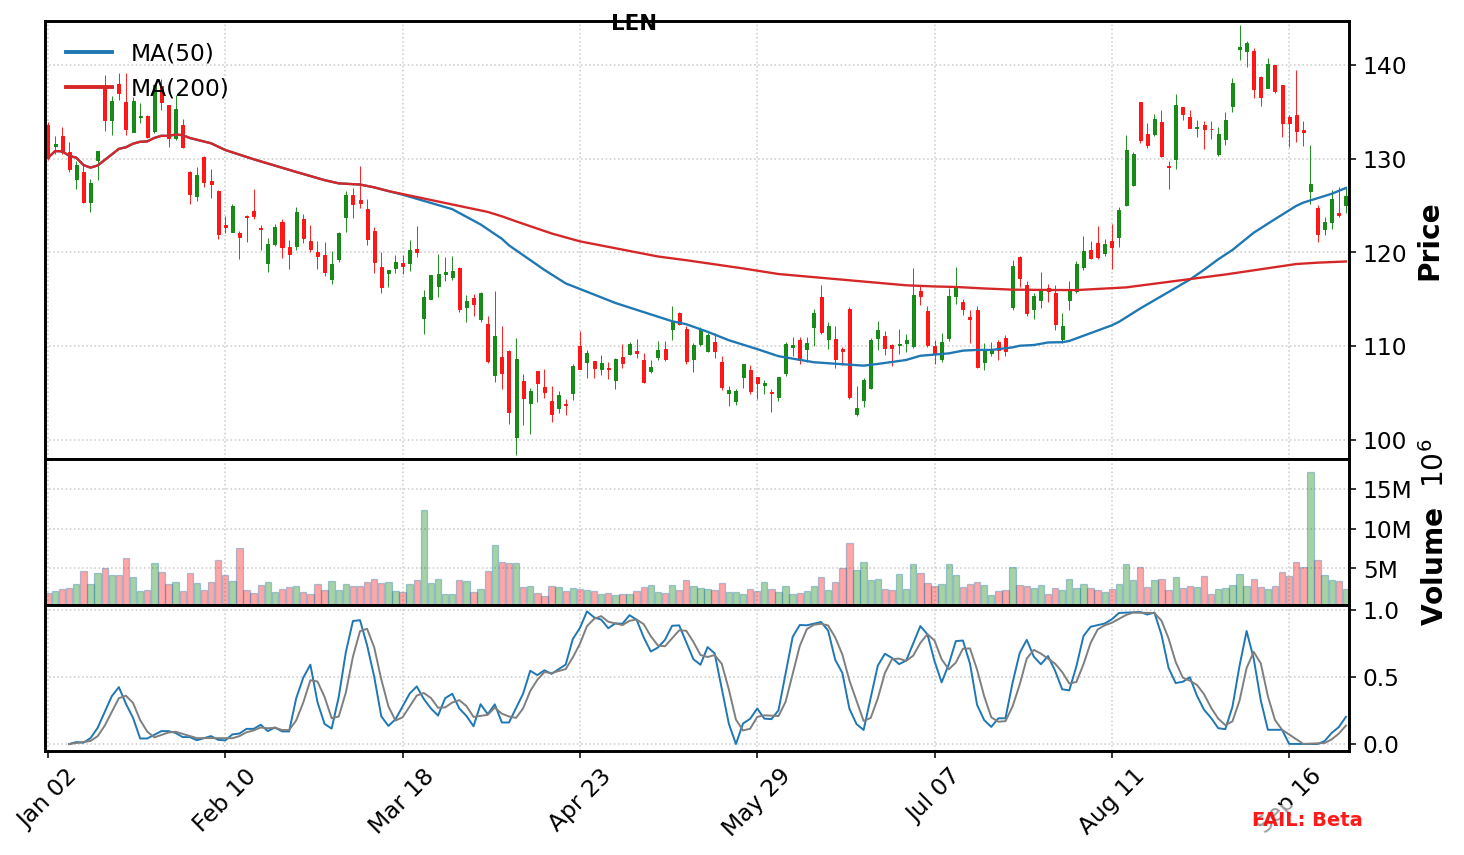 LEN
MA(50)
MA(200)
140
130
120
110
100
Price
15M
10M
5M
Volume 10⁶
1.0
0.5
0.0
Jan 02
Feb 10
Mar 18
Apr 23
May 29
Jul 07
Aug 11
Sep 16
FAIL: Beta